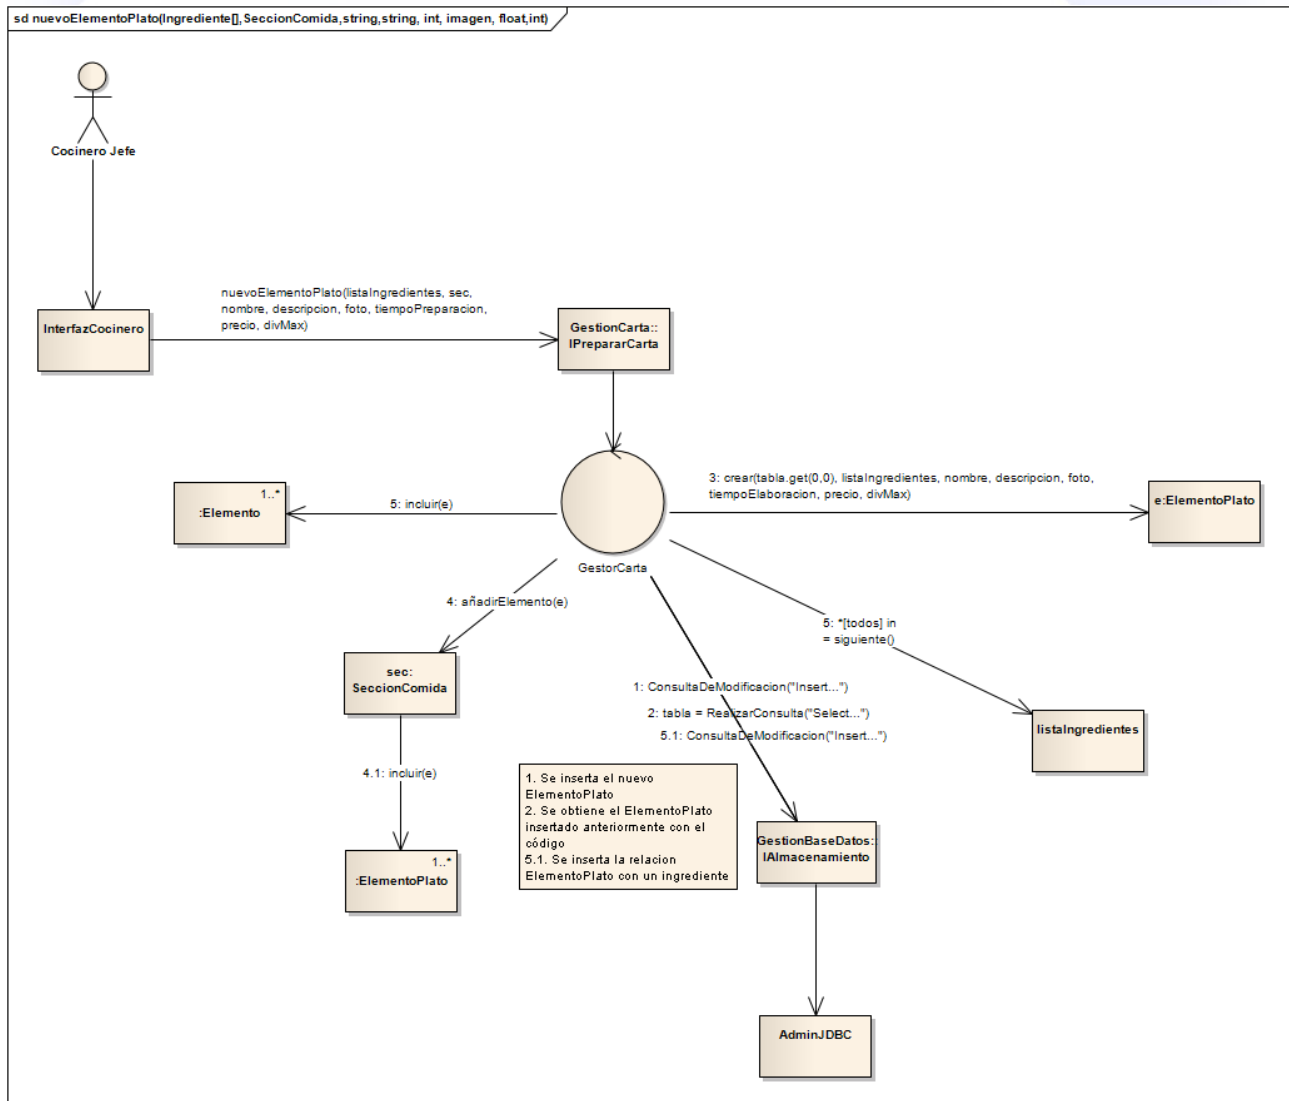 sd nuevoElementoPlato(Ingrediente[],SeccionComida,string,string, int, imagen, float,int)
Cocinero Jefe
nuevoElementoPlato(listaIngredientes, sec,
nombre, descripcion, foto, tiempoPreparacion,
precio, divMax)
InterfazCocinero
GestionCarta::
IPrepararCarta
3: crear(tabla.get(0,0), listaIngredientes, nombre, descripcion, foto,
tiempoElaboracion, precio, divMax)
1..*
:Elemento
5: incluir(e)
e:ElementoPlato
GestorCarta
4: añadirElemento(e)
5: *[todos] in
= siguiente()
sec:
SeccionComida
1: ConsultaDeModificacion("Insert...")
2: tabla = RealizarConsulta("Select...")
5.1: ConsultaDeModificacion("Insert...")
listaIngredientes
4.1: incluir(e)
1. Se inserta el nuevo
ElementoPlato
2. Se obtiene el ElementoPlato
insertado anteriormente con el
código
5.1. Se inserta la relacion
ElementoPlato con un ingrediente
GestionBaseDatos::
IAlmacenamiento
1..*
:ElementoPlato
AdminJDBC